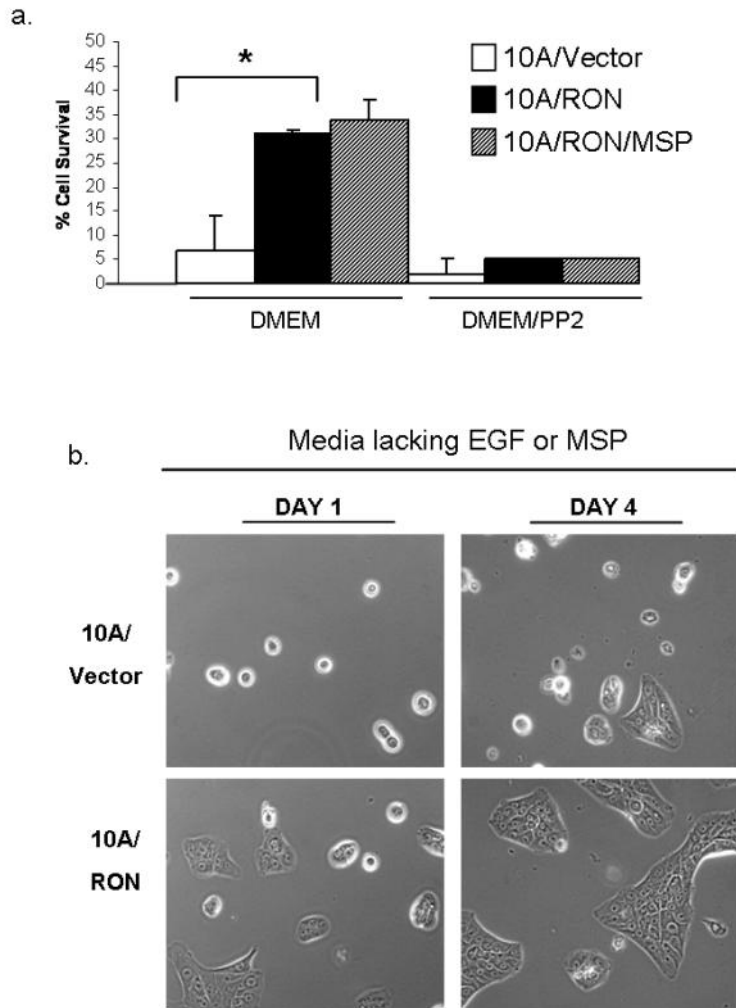 a.
50
45
40
35
30
25
20
15
10
5
0
% Cell Survival
*
10A/Vector
10A/RON
10A/RON/MSP
DMEM
DMEM/PP2
b.
Media lacking EGF or MSP
DAY 1
DAY 4
10A/
Vector
10A/
RON